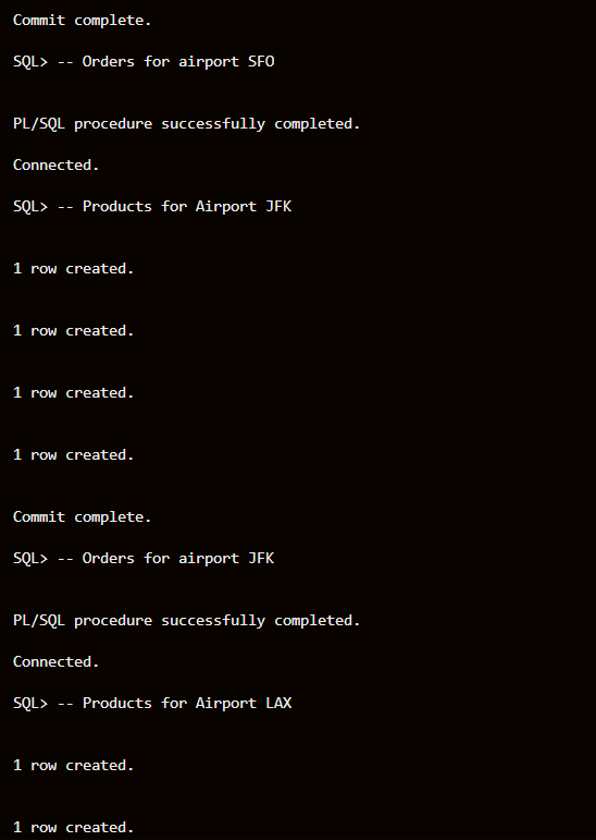 Commit complete.
SQL> -- Orders for airport SFO
PL/SQL procedure successfully completed.
Connected.
SQL> -- Products for Airport JFK
1 row created.
1 row created.
1 row created.
1 row created.
Commit complete.
SQL> -- Orders for airport JFK
PL/SQL procedure successfully completed.
Connected.
SQL> -- Products for Airport LAX
1 row created.
1 row created.